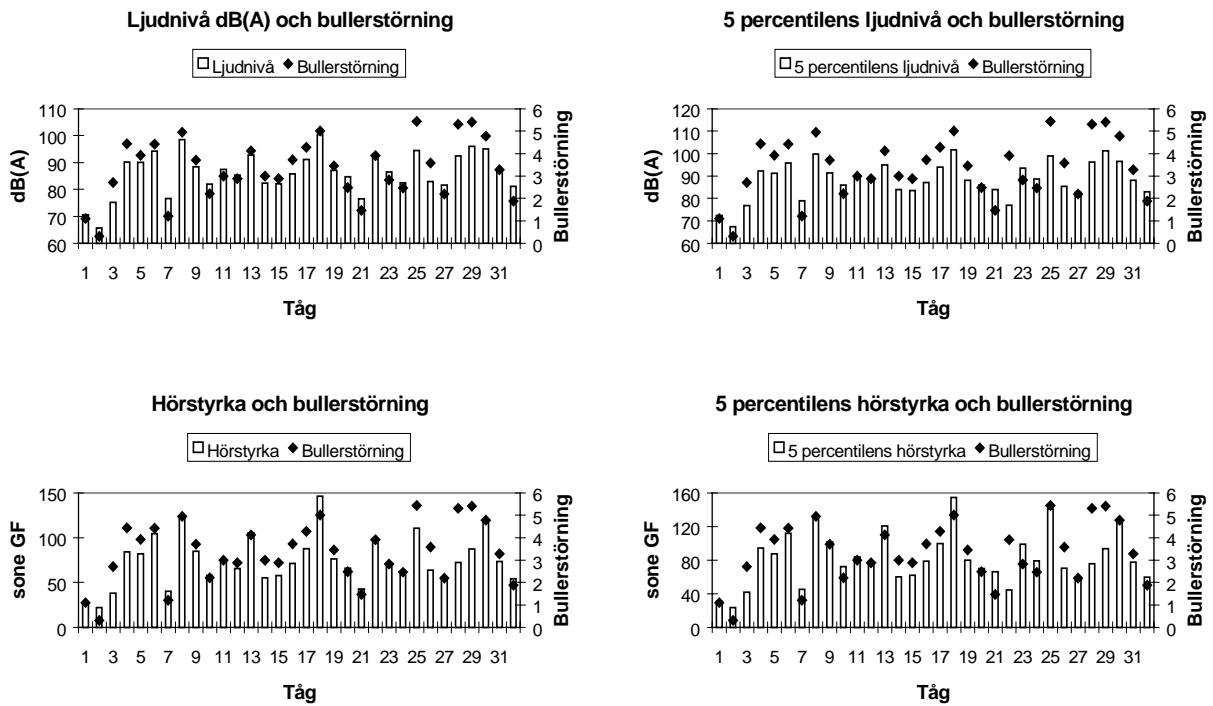 Ljudnivå dB(A) och bullerstörning
Ljudnivå Bullerstörning
dB(A)
110
100
90
80
70
60
6
5
4
3
2
1
0
Bullerstörning
1 3 5 7 9 11 13 15 17 19 21 23 25 27 29 31
Tåg
5 percentilens ljudnivå och bullerstörning
5 percentilens ljudnivå Bullerstörning
dB(A)
120
110
100
90
80
70
60
6
5
4
3
2
1
0
Bullerstörning
1 3 5 7 9 11 13 15 17 19 21 23 25 27 29 31
Tåg
Hörstyrka och bullerstörning
Hörstyrka Bullerstörning
sone GF
150
100
50
0
6
5
4
3
2
1
0
Bullerstörning
1 3 5 7 9 11 13 15 17 19 21 23 25 27 29 31
Tåg
5 percentilens hörstyrka och bullerstörning
5 percentilens hörstyrka Bullerstörning
sone GF
160
120
80
40
0
6
5
4
3
2
1
0
Bullerstörning
1 3 5 7 9 11 13 15 17 19 21 23 25 27 29 31
Tåg